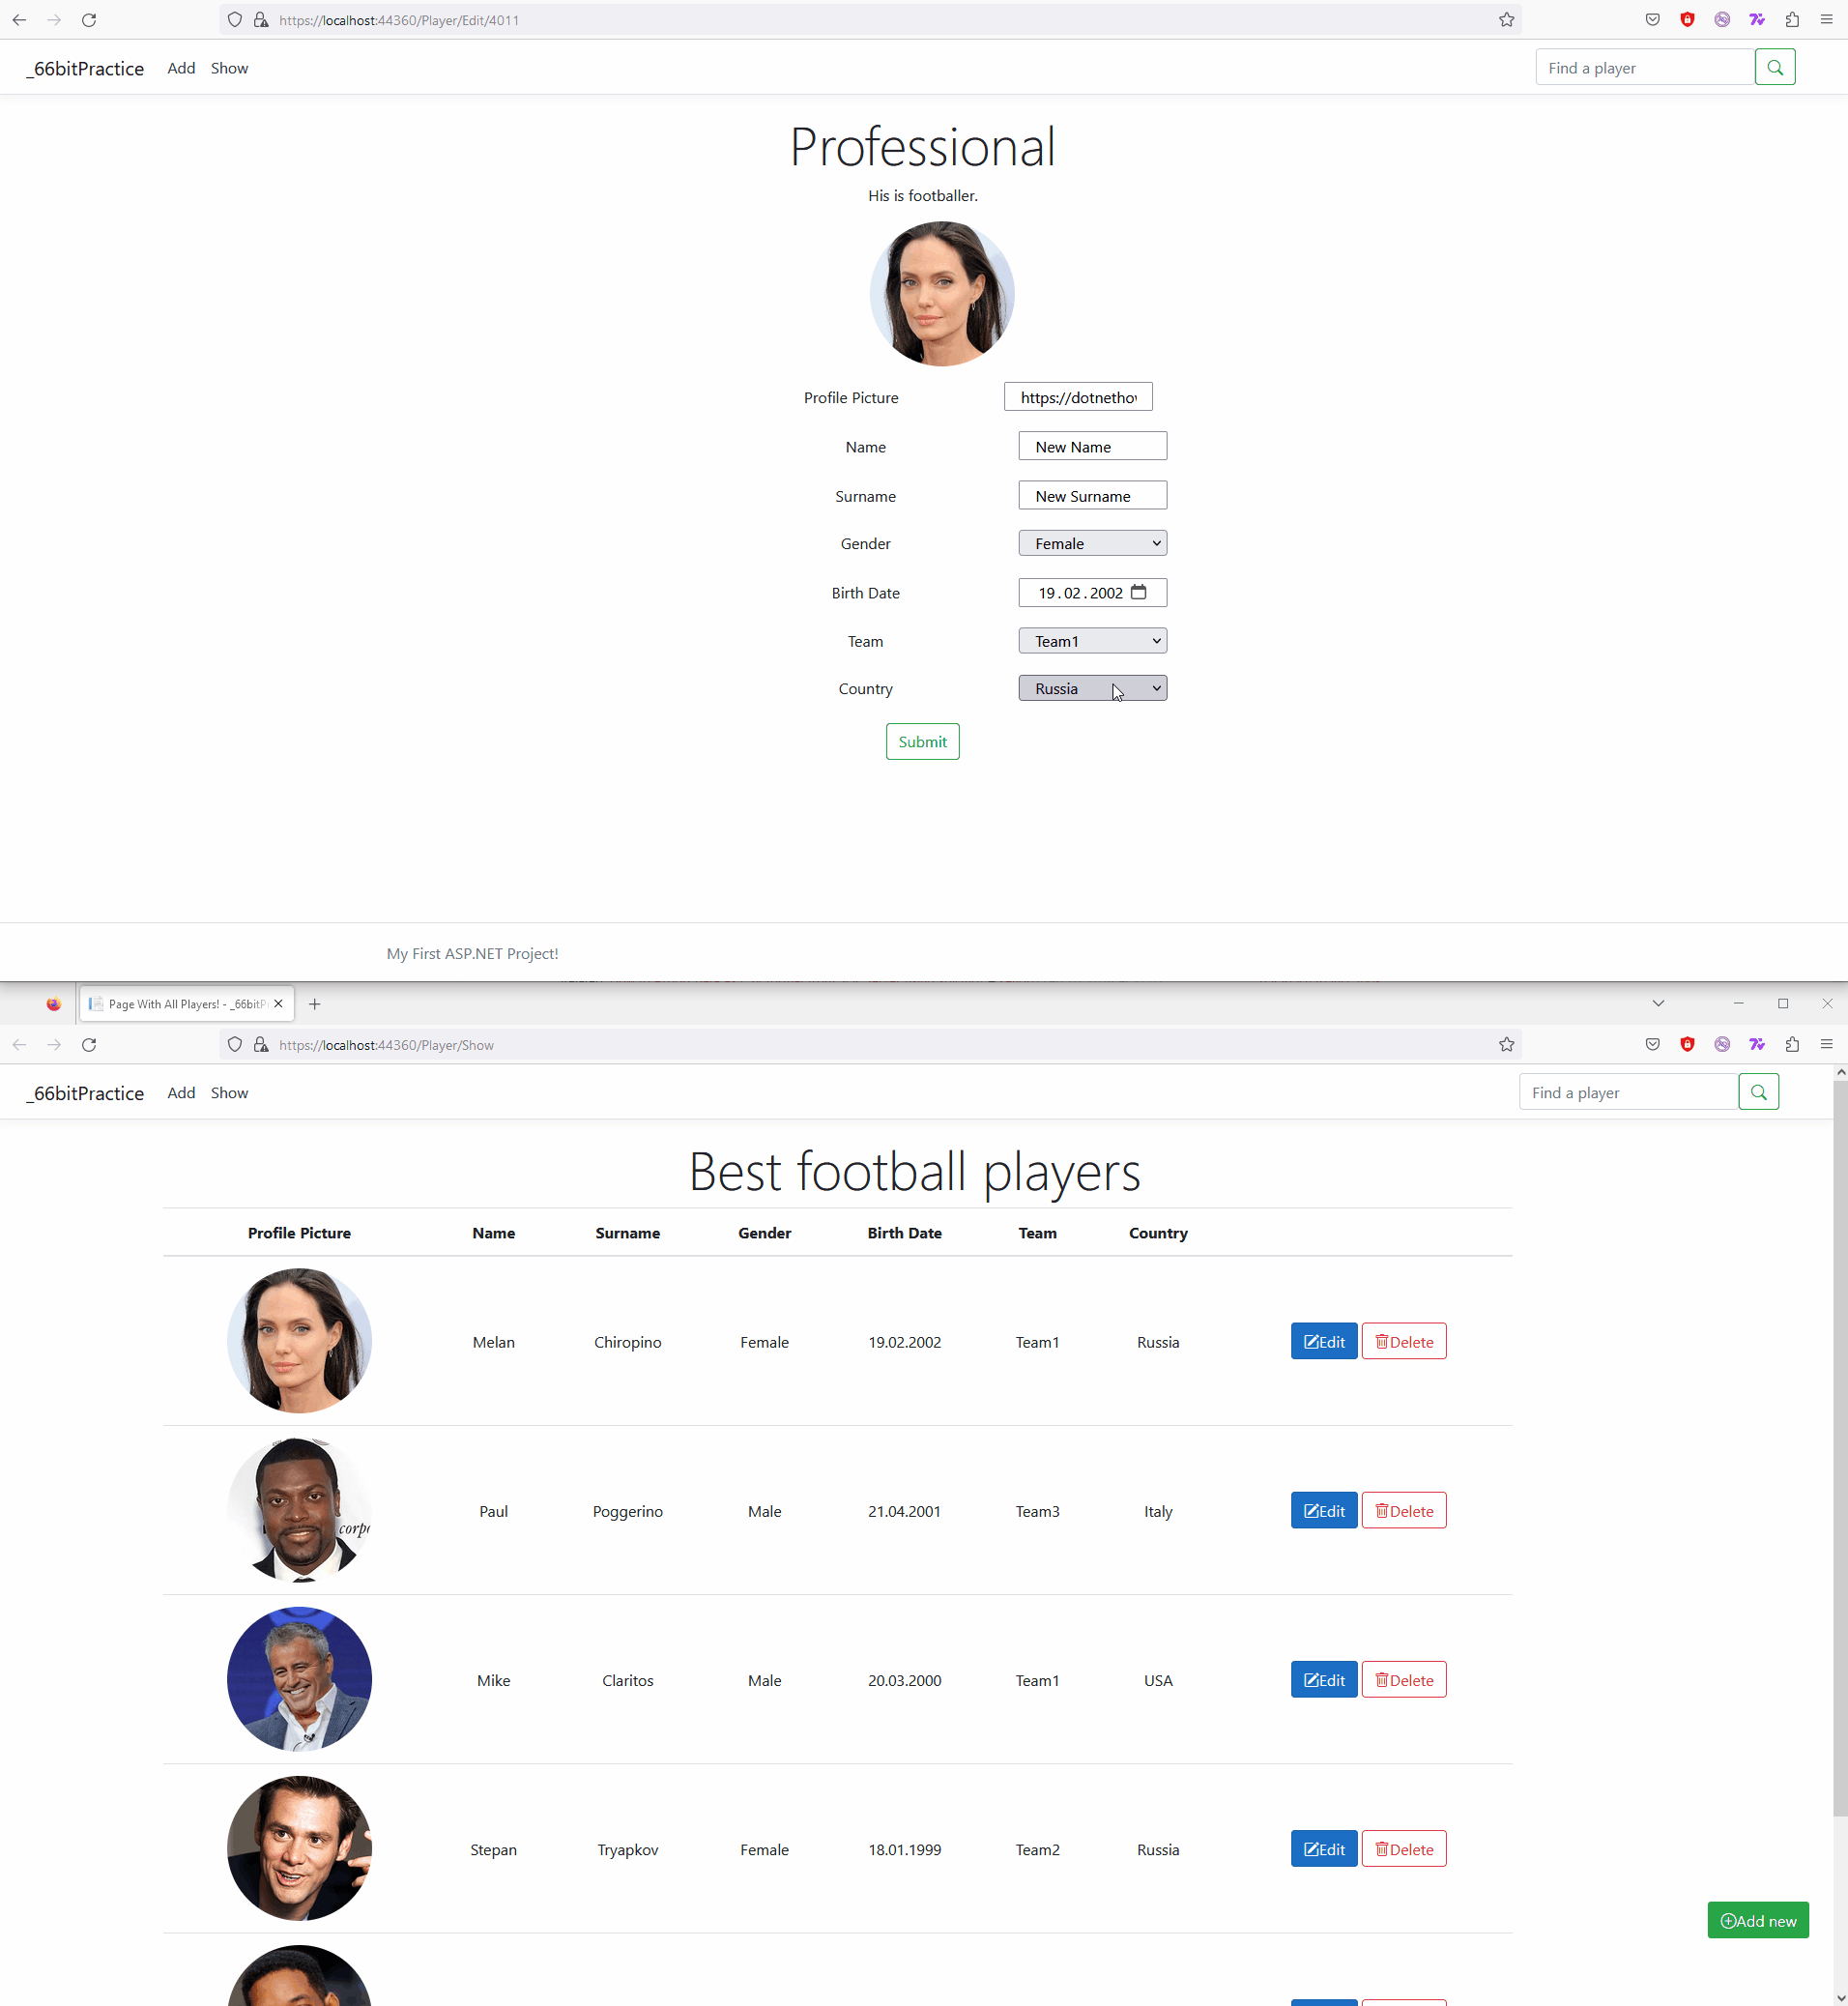 https://localhost:44360/Player/Edit/4011
_66bitPractice Add Show Find a player
Professional
His is footballer.
Profile Picture https://dotnethov
Name New Name
Surname New Surname
Gender Female
Birth Date 19.02.2002
Team Team1
Country Russia
Submit
My First ASP.NET Project!
Page With All Players! - _66bitP
https://localhost:44360/Player/Show
_66bitPractice Add Show Find a player
Best football players
Profile Picture Name Surname Gender Birth Date Team Country
Melan Chiropino Female 19.02.2002 Team1 Russia Edit Delete
corpo
Paul Poggerino Male 21.04.2001 Team3 Italy Edit Delete
Mike Claritos Male 20.03.2000 Team1 USA Edit Delete
Stepan Tryapkov Female 18.01.1999 Team2 Russia Edit Delete
Add new